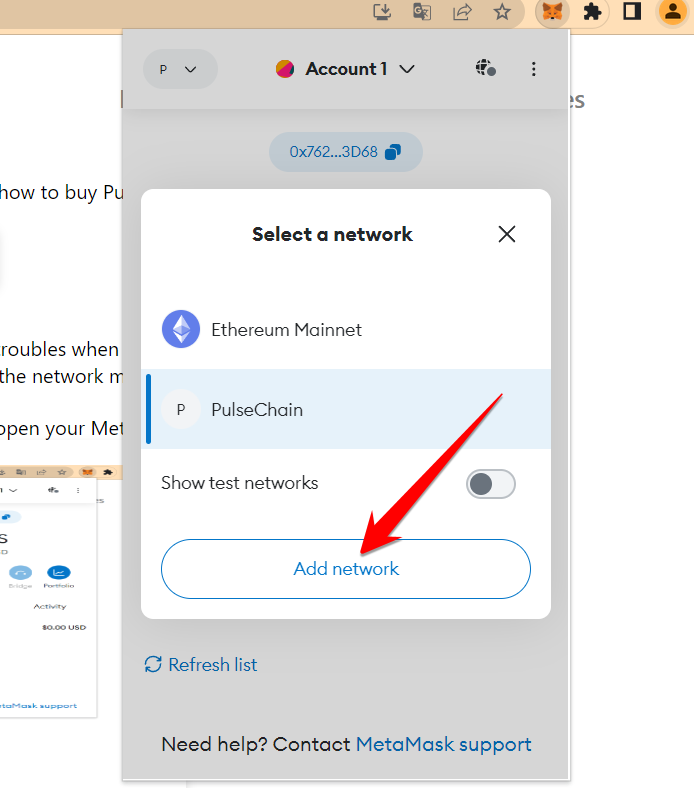 P
Account 1
es
0x762...3D68
how to buy Pu
Select a network
Ethereum Mainnet
troubles when
the network m
P PulseChain
open your Met
Show test networks
Add network
Bridge Portfolio
Activity
$0.00 USD
Refresh list
etaMask support
Need help? Contact MetaMask support